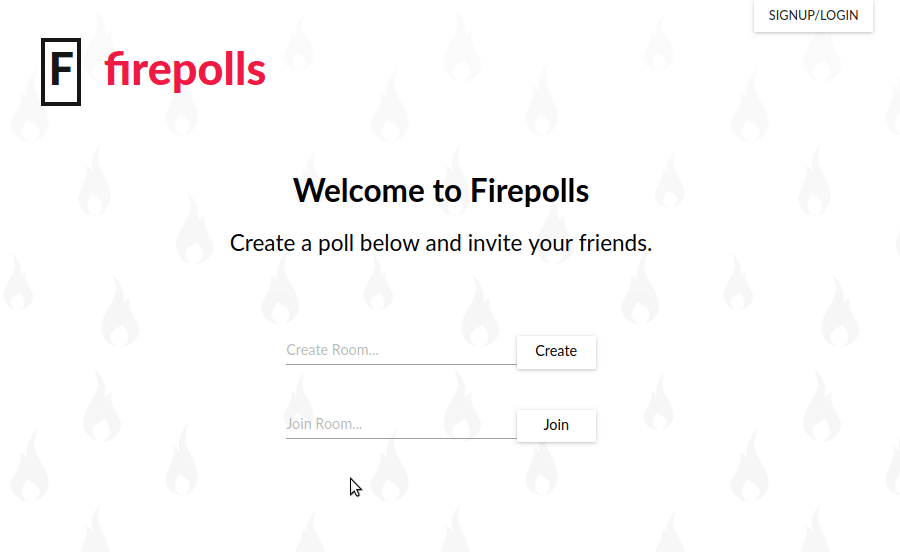 SIGNUP/LOGIN
F firepolls
Welcome to Firepolls
Create a poll below and invite your friends.
Create Room... Create
Join Room... Join